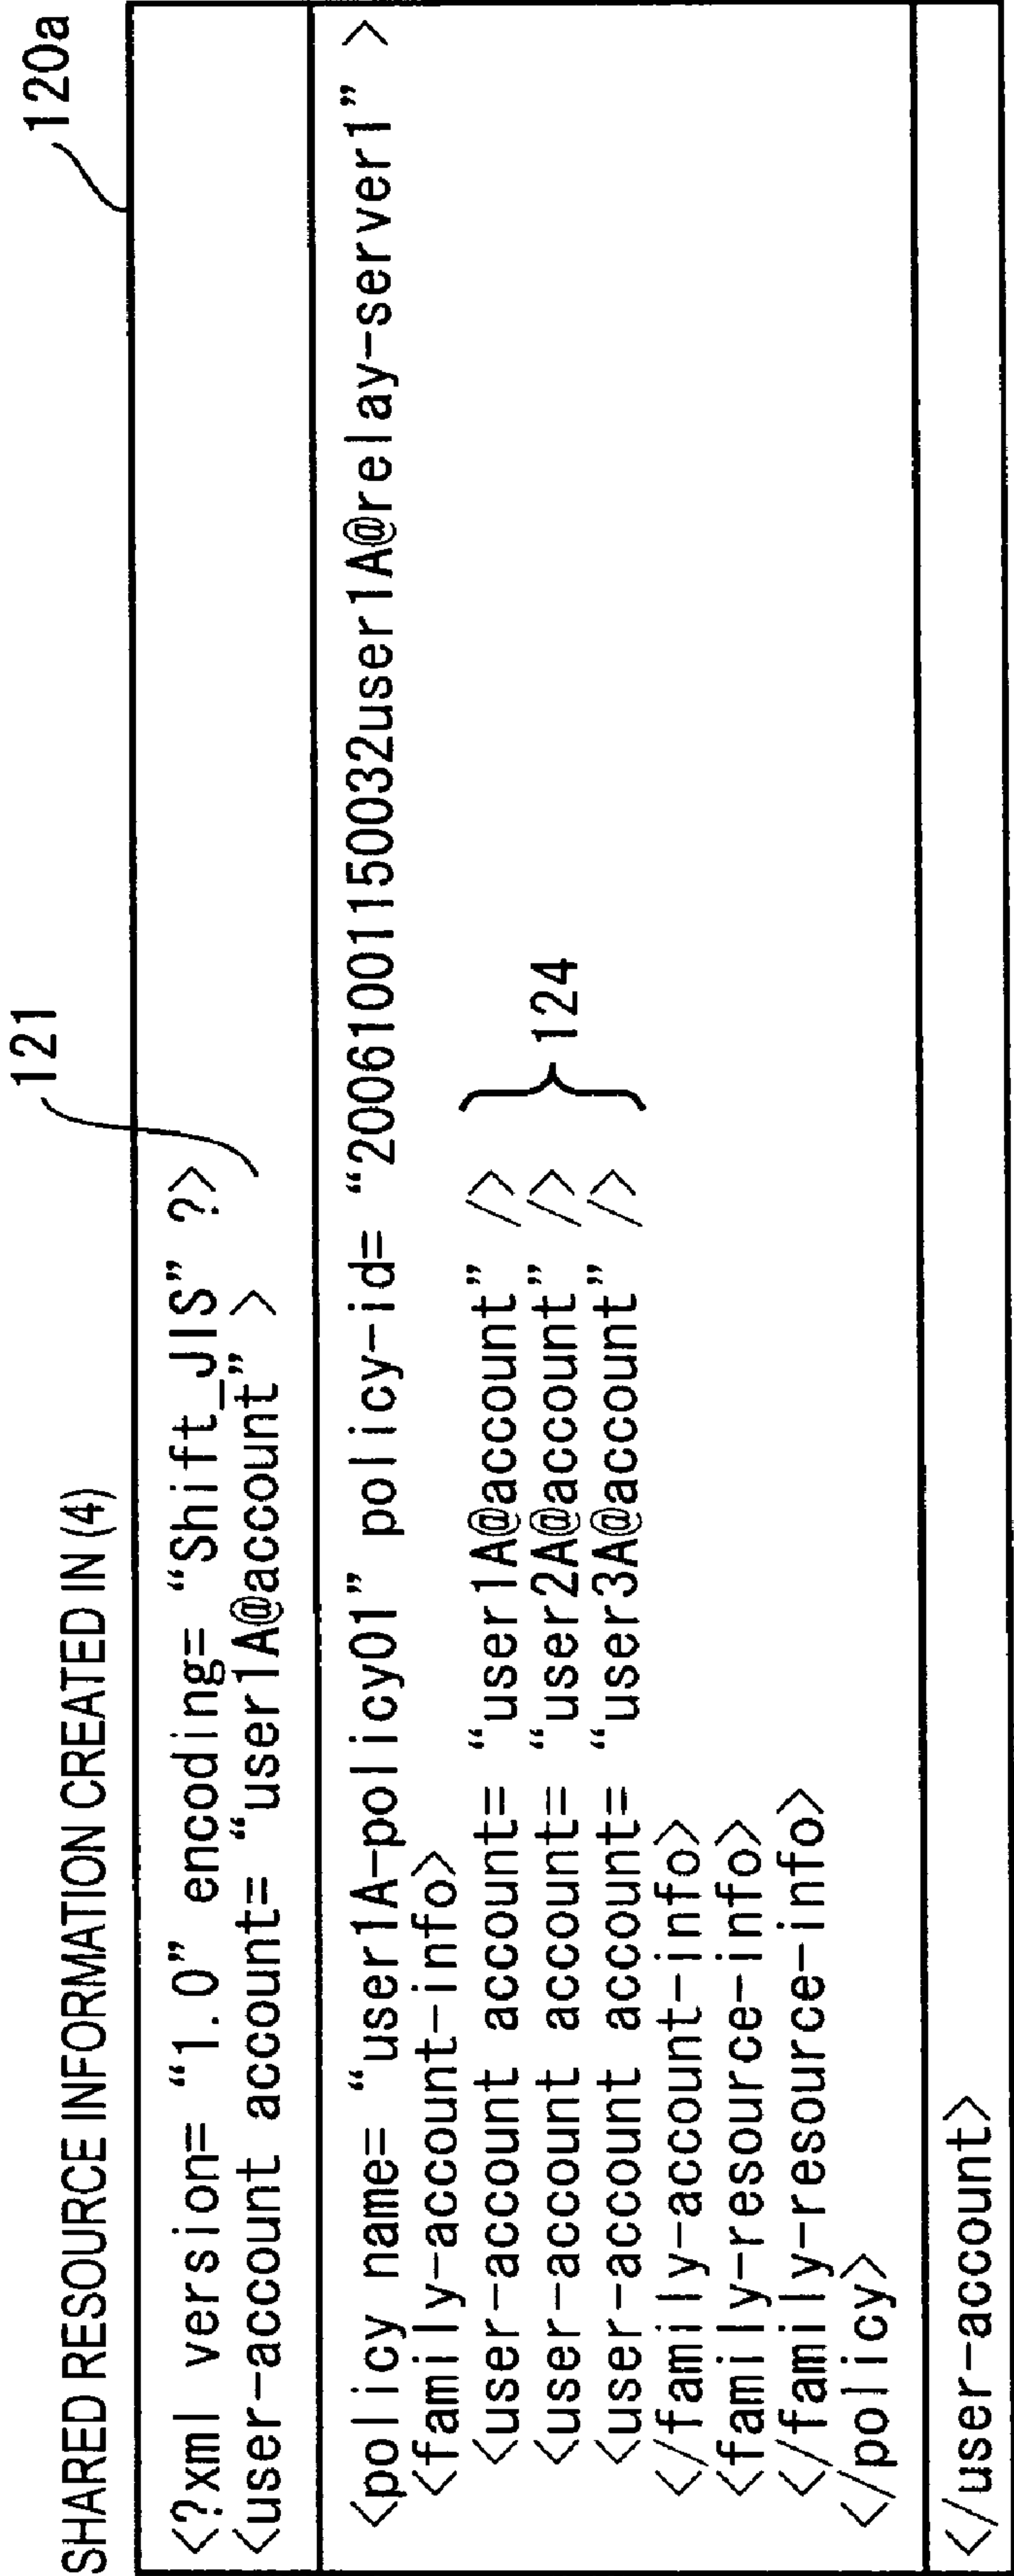 SHARED RESOURCE INFORMATION CREATED IN (4)
121
120a
<?xml version= “1.0” encoding= “Shift_JIS” ?>
<user-account account= “user1A@account” >
<policy name= “user1A-policy01” policy-id= “20061001150032user1A@relay-server1” >
<family-account-info>
<user-account account= “user1A@account” />
<user-account account= “user2A@account” />
<user-account account= “user3A@account” />
124
</family-account-info>
<family-resource-info>
</family-resource-info>
</policy>
</user-account>